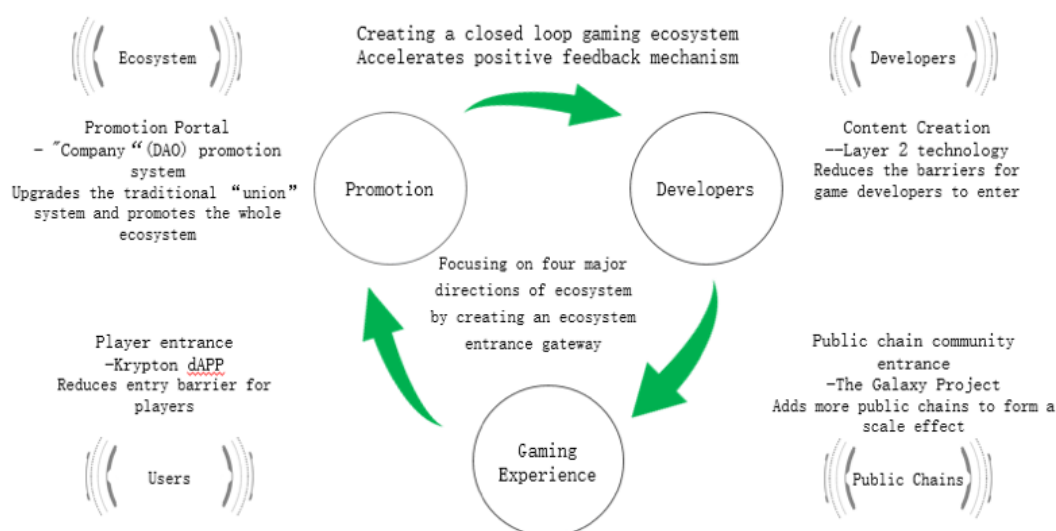 Creating a closed loop gaming ecosystem
Accelerates positive feedback mechanism
Ecosystem
Promotion Portal
- "Company“(DAO) promotion
system
Upgrades the traditional “union”
system and promotes the whole
ecosystem
Promotion
Developers
Developers
Content Creation
--Layer 2 technology
Reduces the barriers for
game developers to enter
Focusing on four major
directions of ecosystem
by creating an ecosystem
entrance gateway
Player entrance
-Krypton dAPP
Reduces entry barrier for
players
Users
Gaming
Experience
Public chain community
entrance
-The Galaxy Project
Adds more public chains to form a
scale effect
Public Chains